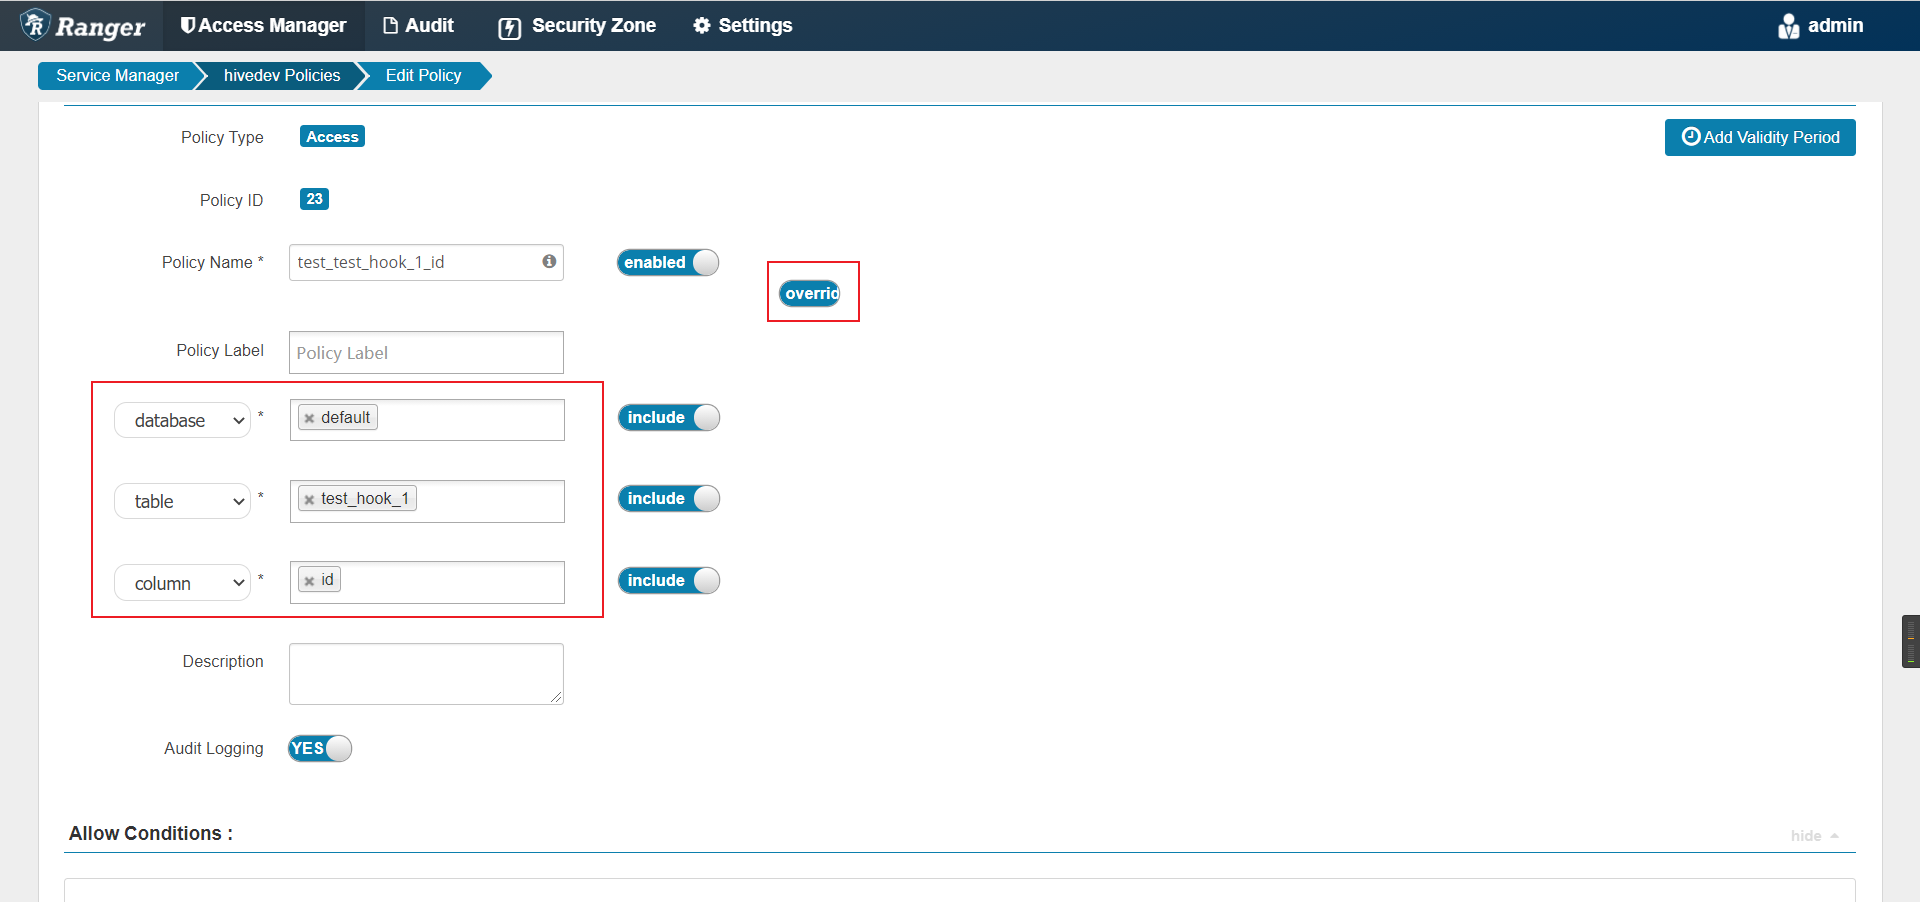 Ranger Access Manager Audit Security Zone Settings admin
Service Manager hivedev Policies Edit Policy
Policy Type Access Add Validity Period
Policy ID 23
Policy Name * test_test_hook_1_id enabled
overrid
Policy Label Policy Label
database * × default include
table * × test_hook_1 include
column * × id include
Description
Audit Logging YES
Allow Conditions : hide